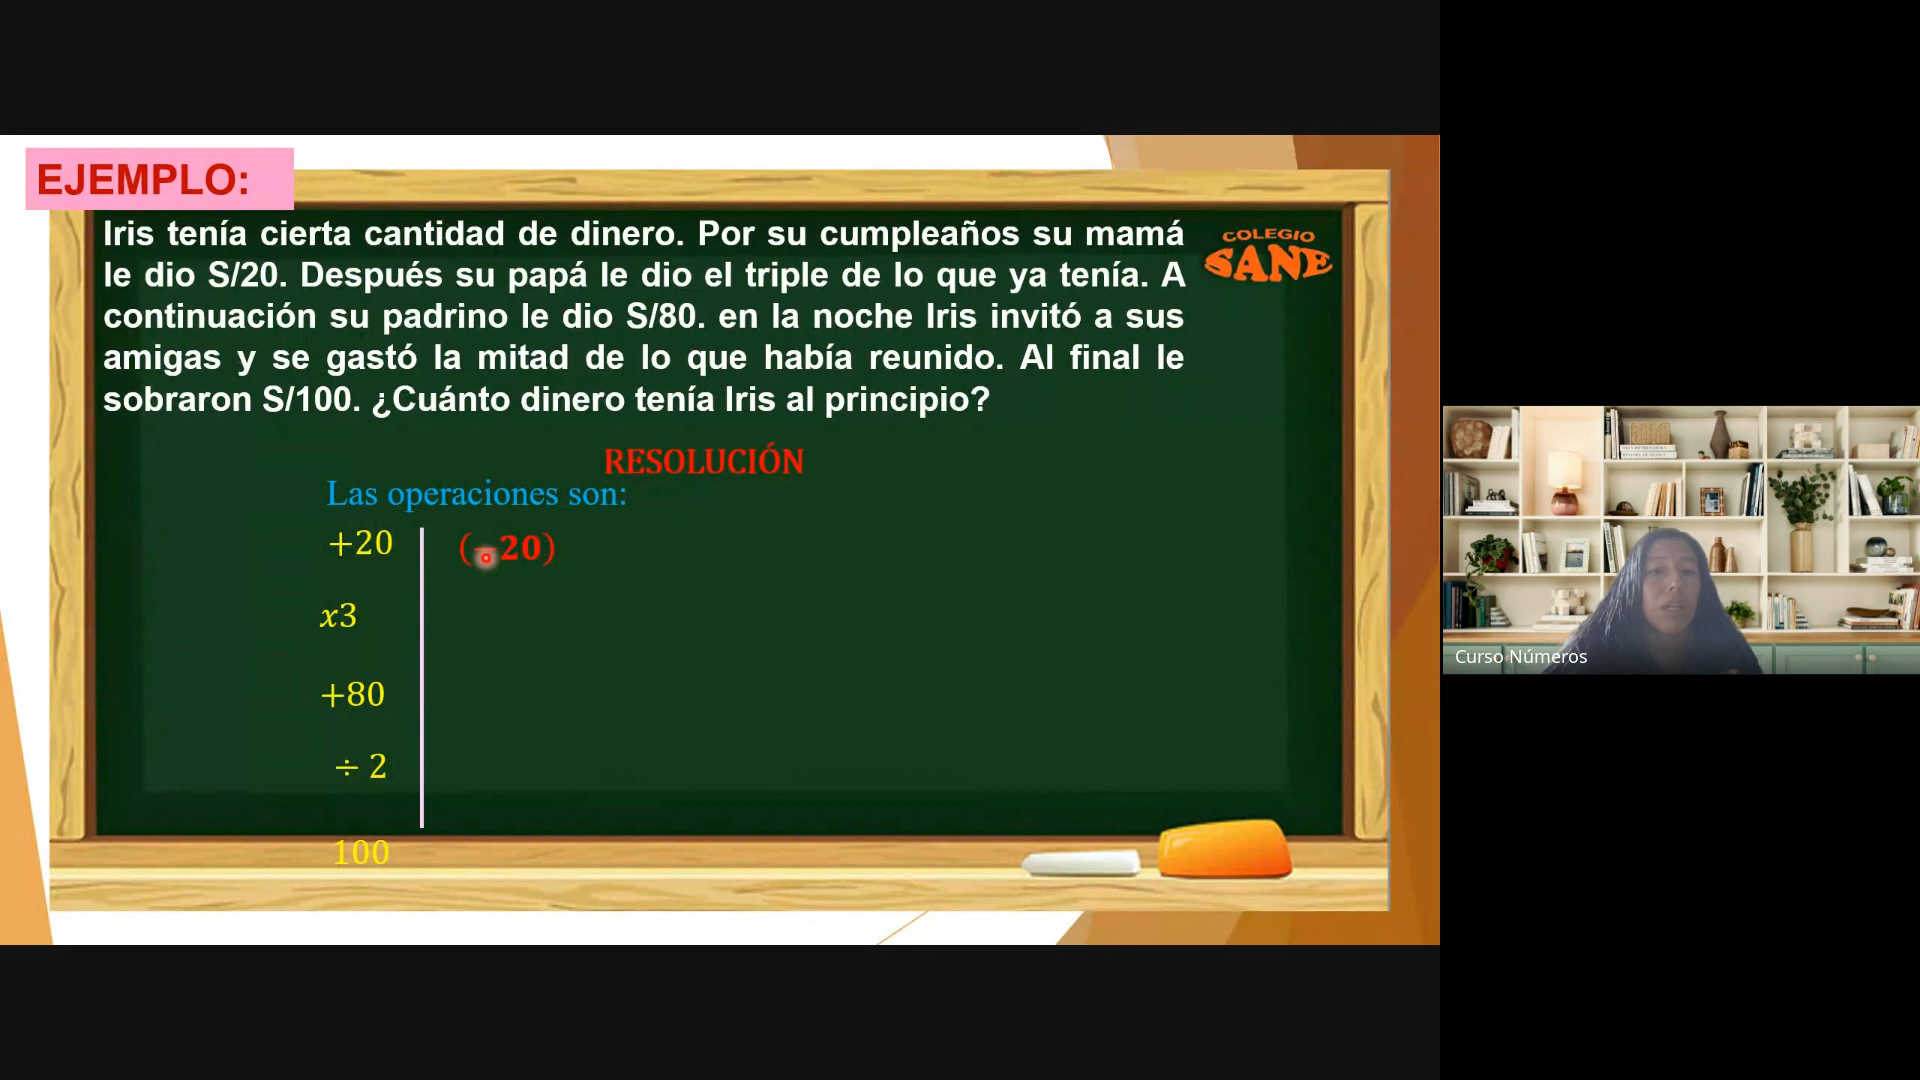 EJEMPLO:
Iris tenía cierta cantidad de dinero. Por su cumpleaños su mamá
le dio S/20. Después su papá le dio el triple de lo que ya tenía. A
continuación su padrino le dio S/80. en la noche Iris invitó a sus
amigas y se gastó la mitad de lo que había reunido. Al final le
sobraron S/100. ¿Cuánto dinero tenía Iris al principio?
COLEGIO
SANE
RESOLUCIÓN
Las operaciones son:
+20
(−20)
x3
+80
÷ 2
100
Curso Números